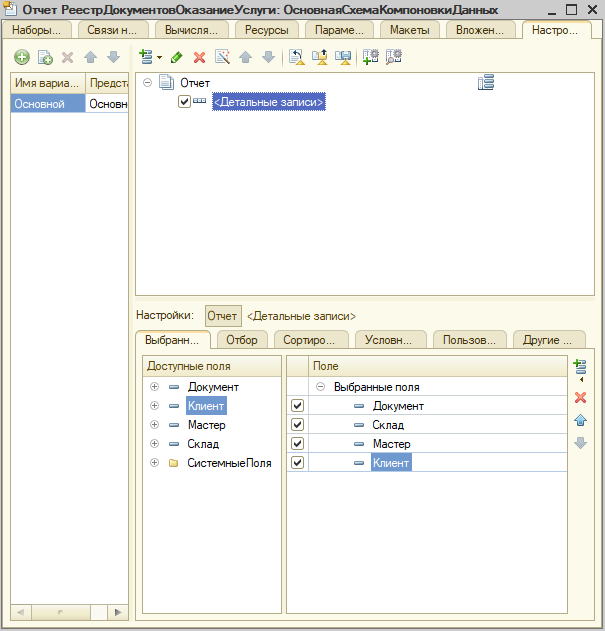 Отчет РеестрДокументовОказаниеУслуги: ОсновнаяСхемаКомпоновкиДанных
Наборы... Связи н... Вычисля... Ресурсы Параме... Макеты Вложен... Настро...
Имя вариа... Предста
Основной Основн
Отчет
<Детальные записи>
Настройки: Отчет <Детальные записи>
Выбранн... Отбор Сортиро... Условн... Пользов... Другие ...
Доступные поля
Документ
Клиент
Мастер
Склад
СистемныеПоля
Поле
Выбранные поля
Документ
Склад
Мастер
Клиент